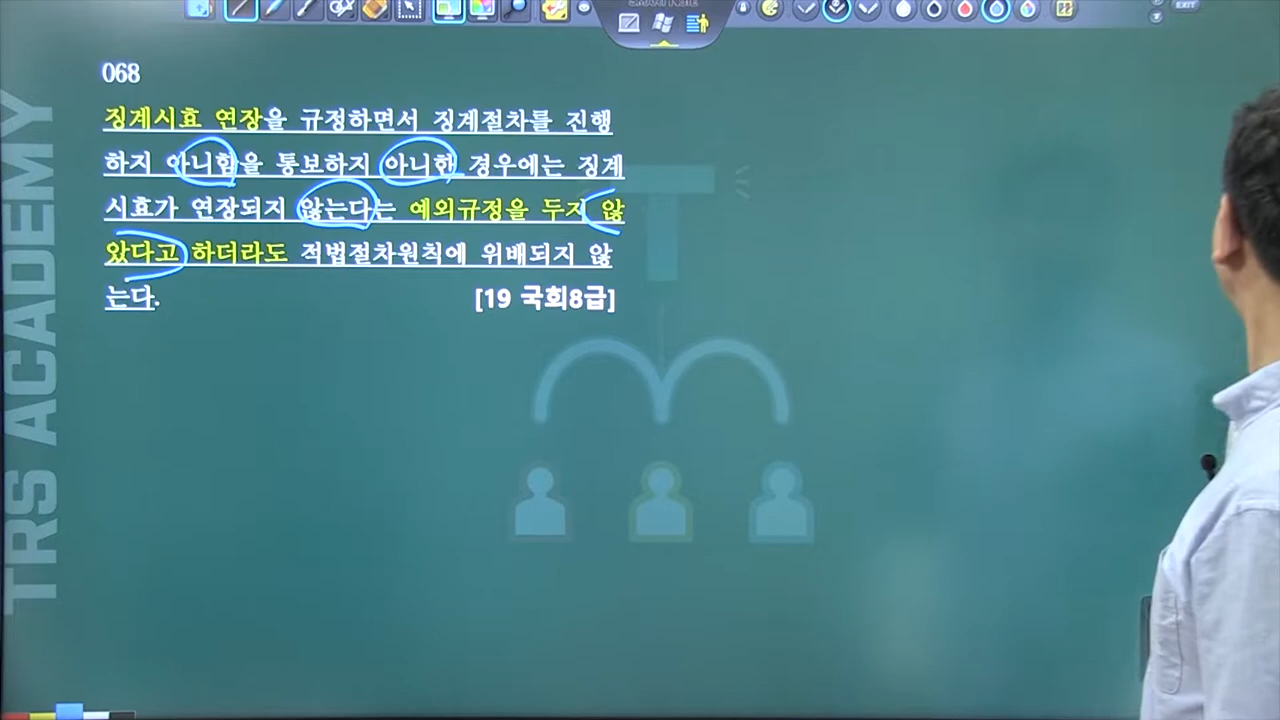 068
징계시효 연장을 규정하면서 징계절차를 진행
하지 아니함을 통보하지 아니한 경우에는 징계
시효가 연장되지 않는다는 예외규정을 두지 않
았다고 하더라도 적법절차원칙에 위배되지 않
는다.
[19 국회8급]
TRS ACADEMY
EXIT